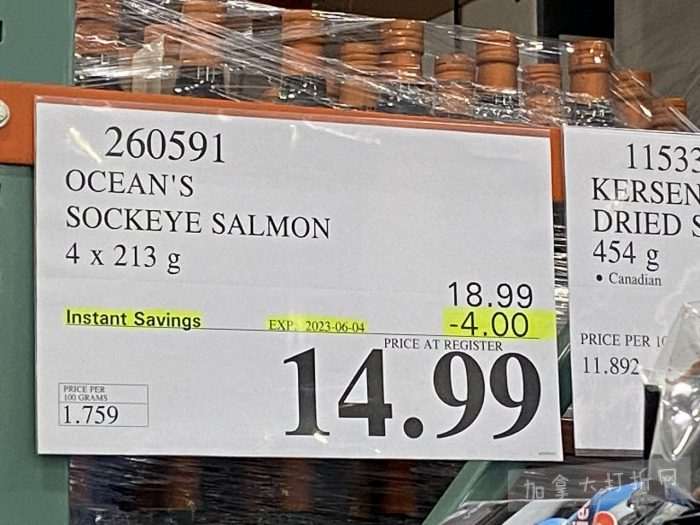 260591
OCEAN'S
SOCKEYE SALMON
4 x 213 g
18.99
Instant Savings EXP. 2023-06-04 -4.00
PRICE AT REGISTER
14.99
PRICE PER
100 GRAMS
1.759
11533
KERSEN
DRIED S
454 g
• Canadian
PRICE PER 10
11.892
加拿大打折网